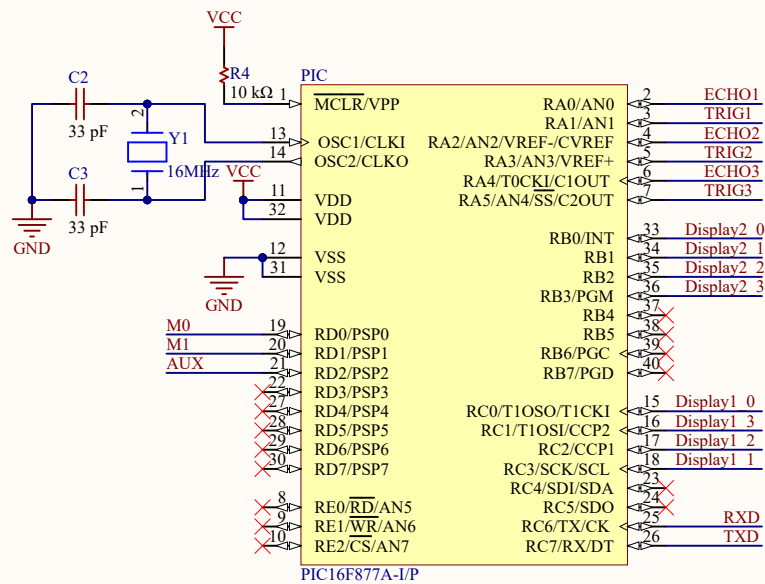 VCC
R4
10 kΩ
PIC
C2
33 pF
2
Y1
16MHz
1
C3
33 pF
GND
1 MCLR/VPP
13 OSC1/CLKI
14 OSC2/CLKO
VCC
11 VDD
32 VDD
12 VSS
31 VSS
GND
M0 19 RD0/PSP0
M1 20 RD1/PSP1
AUX 21 RD2/PSP2
22 RD3/PSP3
27 RD4/PSP4
28 RD5/PSP5
29 RD6/PSP6
30 RD7/PSP7
8 RE0/RD/AN5
9 RE1/WR/AN6
10 RE2/CS/AN7
RA0/AN0 2 ECHO1
RA1/AN1 3 TRIG1
RA2/AN2/VREF-/CVREF 4 ECHO2
RA3/AN3/VREF+ 5 TRIG2
RA4/T0CKI/C1OUT 6 ECHO3
RA5/AN4/SS/C2OUT 7 TRIG3
RB0/INT 33 Display2_0
RB1 34 Display2_1
RB2 35 Display2_2
RB3/PGM 36 Display2_3
RB4 37
RB5 38
RB6/PGC 39
RB7/PGD 40
RC0/T1OSO/T1CKI 15 Display1_0
RC1/T1OSI/CCP2 16 Display1_3
RC2/CCP1 17 Display1_2
RC3/SCK/SCL 18 Display1_1
RC4/SDI/SDA 23
RC5/SDO 24
RC6/TX/CK 25 RXD
RC7/RX/DT 26 TXD
PIC16F877A-I/P